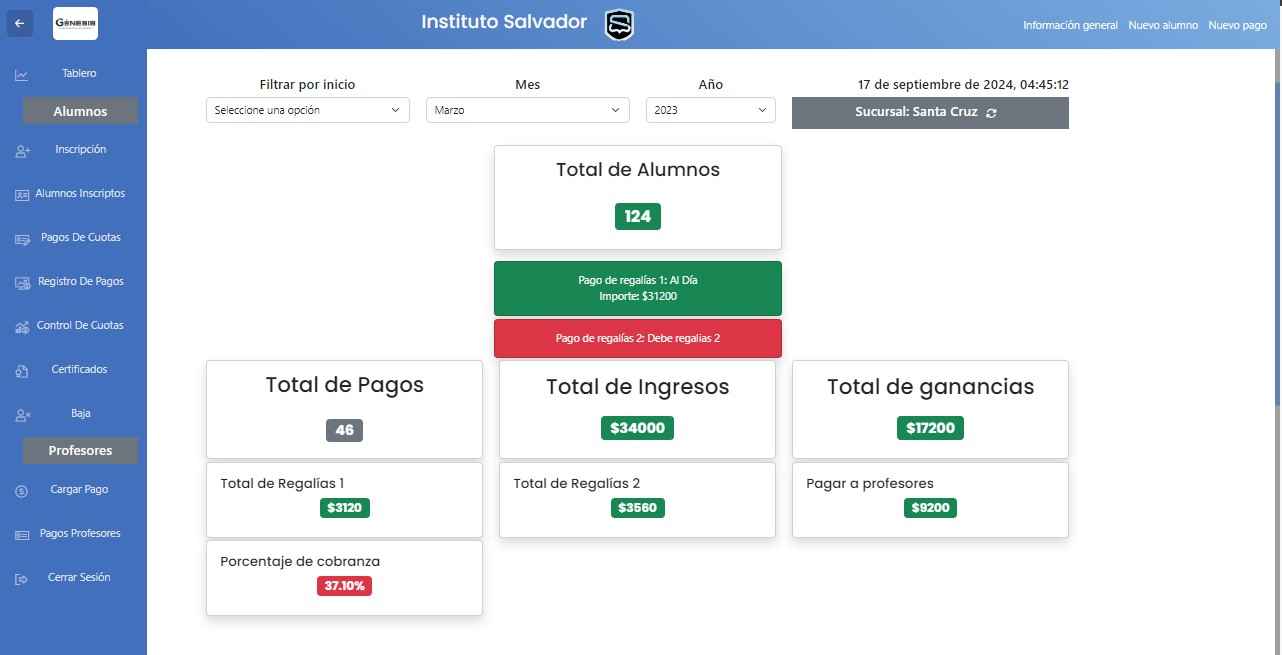 GÉNESIS
Instituto Salvador
Información general Nuevo alumno Nuevo pago
Tablero
Alumnos
Inscripción
Alumnos Inscriptos
Pagos De Cuotas
Registro De Pagos
Control De Cuotas
Certificados
Baja
Profesores
Cargar Pago
Pagos Profesores
Cerrar Sesión
Filtrar por inicio
Seleccione una opción
Mes
Marzo
Año
2023
17 de septiembre de 2024, 04:45:12
Sucursal: Santa Cruz
Total de Alumnos
124
Pago de regalías 1: Al Día
Importe: $31200
Pago de regalías 2: Debe regalias 2
Total de Pagos
46
Total de Ingresos
$34000
Total de ganancias
$17200
Total de Regalías 1
$3120
Total de Regalías 2
$3560
Pagar a profesores
$9200
Porcentaje de cobranza
37.10%